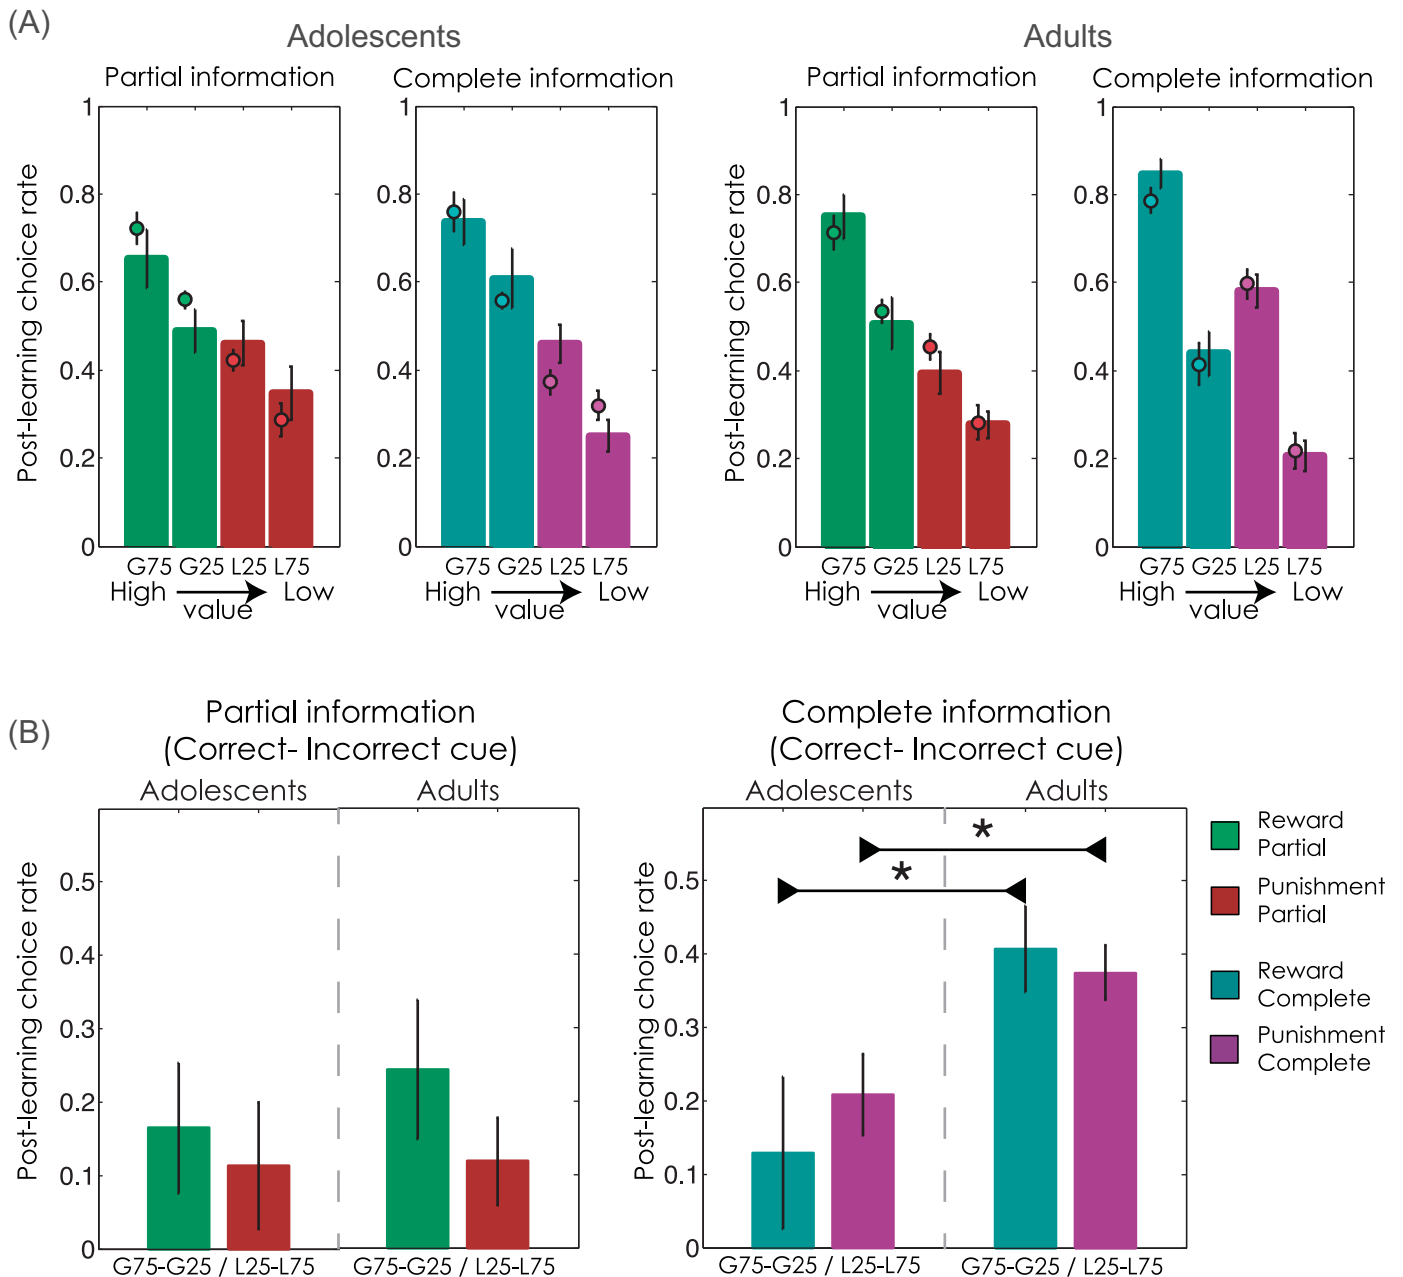 (A)
Adolescents
Adults
Partial information
Complete information
Partial information
Complete information
Post-learning choice rate
1
0.8
0.6
0.4
0.2
0
G75 G25 L25 L75
High value Low
1
0.8
0.6
0.4
0.2
0
G75 G25 L25 L75
High value Low
Post-learning choice rate
1
0.8
0.6
0.4
0.2
0
G75 G25 L25 L75
High value Low
1
0.8
0.6
0.4
0.2
0
G75 G25 L25 L75
High value Low
(B)
Partial information
(Correct- Incorrect cue)
Adolescents
Adults
Post-learning choice rate
0.5
0.4
0.3
0.2
0.1
0
G75-G25 / L25-L75
G75-G25 / L25-L75
Complete information
(Correct- Incorrect cue)
Adolescents
Adults
Post-learning choice rate
0.5
0.4
0.3
0.2
0.1
0
*
*
G75-G25 / L25-L75
G75-G25 / L25-L75
Reward
Partial
Punishment
Partial
Reward
Complete
Punishment
Complete